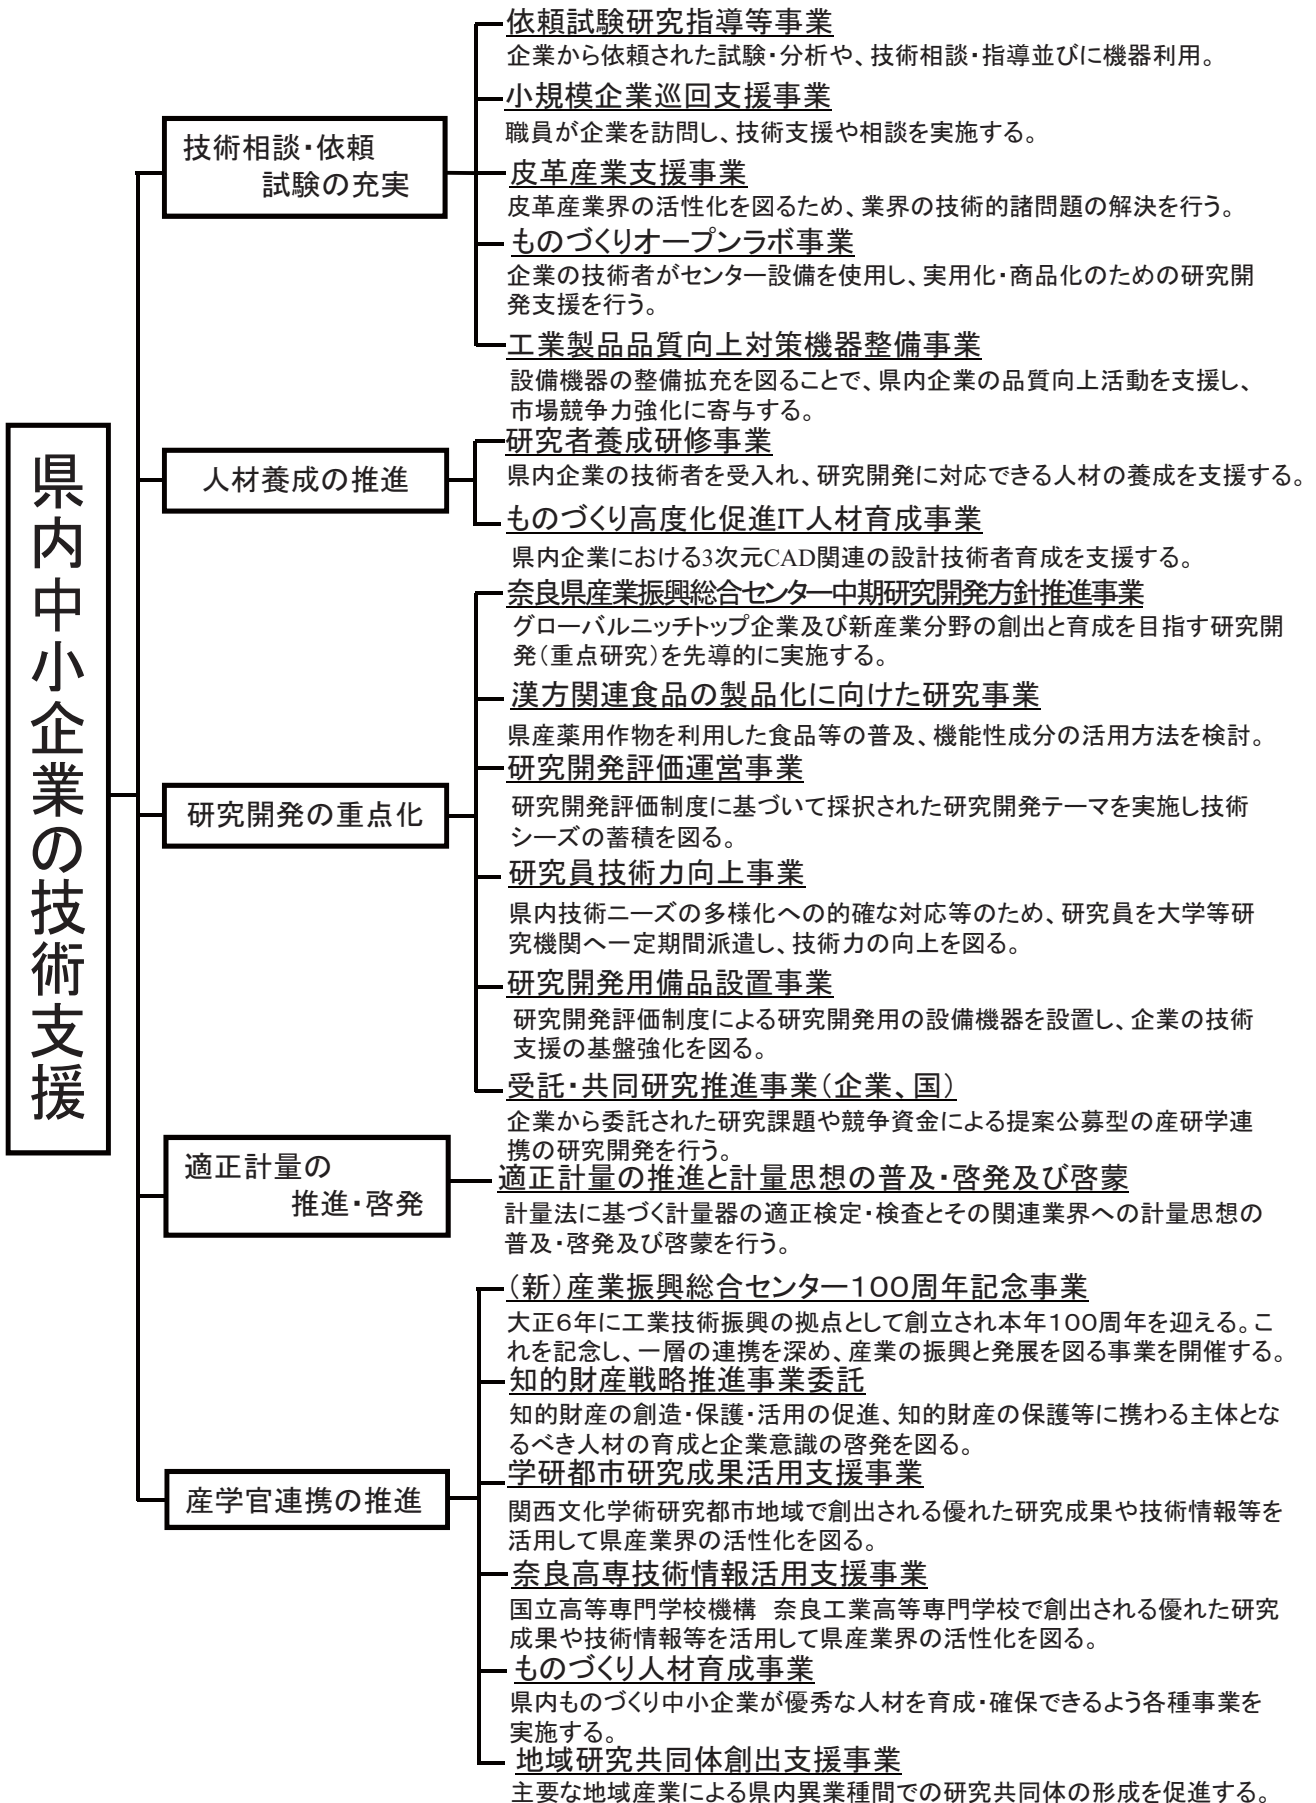 県内中小企業の技術支援
技術相談・依頼
試験の充実
依頼試験研究指導等事業
企業から依頼された試験・分析や、技術相談・指導並びに機器利用。
小規模企業巡回支援事業
職員が企業を訪問し、技術支援や相談を実施する。
皮革産業支援事業
皮革産業界の活性化を図るため、業界の技術的諸問題の解決を行う。
ものづくりオープンラボ事業
企業の技術者がセンター設備を使用し、実用化・商品化のための研究開
発支援を行う。
工業製品品質向上対策機器整備事業
設備機器の整備拡充を図ることで、県内企業の品質向上活動を支援し、
市場競争力強化に寄与する。
人材養成の推進
研究者養成研修事業
県内企業の技術者を受入れ、研究開発に対応できる人材の養成を支援する。
ものづくり高度化促進IT人材育成事業
県内企業における3次元CAD関連の設計技術者育成を支援する。
研究開発の重点化
奈良県産業振興総合センター中期研究開発方針推進事業
グローバルニッチトップ企業及び新産業分野の創出と育成を目指す研究開
発(重点研究)を先導的に実施する。
漢方関連食品の製品化に向けた研究事業
県産薬用作物を利用した食品等の普及、機能性成分の活用方法を検討。
研究開発評価運営事業
研究開発評価制度に基づいて採択された研究開発テーマを実施し技術
シーズの蓄積を図る。
研究員技術力向上事業
県内技術ニーズの多様化への的確な対応等のため、研究員を大学等研
究機関へ一定期間派遣し、技術力の向上を図る。
研究開発用備品設置事業
研究開発評価制度による研究開発用の設備機器を設置し、企業の技術
支援の基盤強化を図る。
受託・共同研究推進事業(企業、国)
企業から委託された研究課題や競争資金による提案公募型の産研学連
携の研究開発を行う。
適正計量の
推進・啓発
適正計量の推進と計量思想の普及・啓発及び啓蒙
計量法に基づく計量器の適正検定・検査とその関連業界への計量思想の
普及・啓発及び啓蒙を行う。
産学官連携の推進
(新)産業振興総合センター100周年記念事業
大正6年に工業技術振興の拠点として創立され本年100周年を迎える。こ
れを記念し、一層の連携を深め、産業の振興と発展を図る事業を開催する。
知的財産戦略推進事業委託
知的財産の創造・保護・活用の促進、知的財産の保護等に携わる主体とな
るべき人材の育成と企業意識の啓発を図る。
学研都市研究成果活用支援事業
関西文化学術研究都市地域で創出される優れた研究成果や技術情報等を
活用して県産業界の活性化を図る。
奈良高専技術情報活用支援事業
国立高等専門学校機構 奈良工業高等専門学校で創出される優れた研究
成果や技術情報等を活用して県産業界の活性化を図る。
ものづくり人材育成事業
県内ものづくり中小企業が優秀な人材を育成・確保できるよう各種事業を
実施する。
地域研究共同体創出支援事業
主要な地域産業による県内異業種間での研究共同体の形成を促進する。